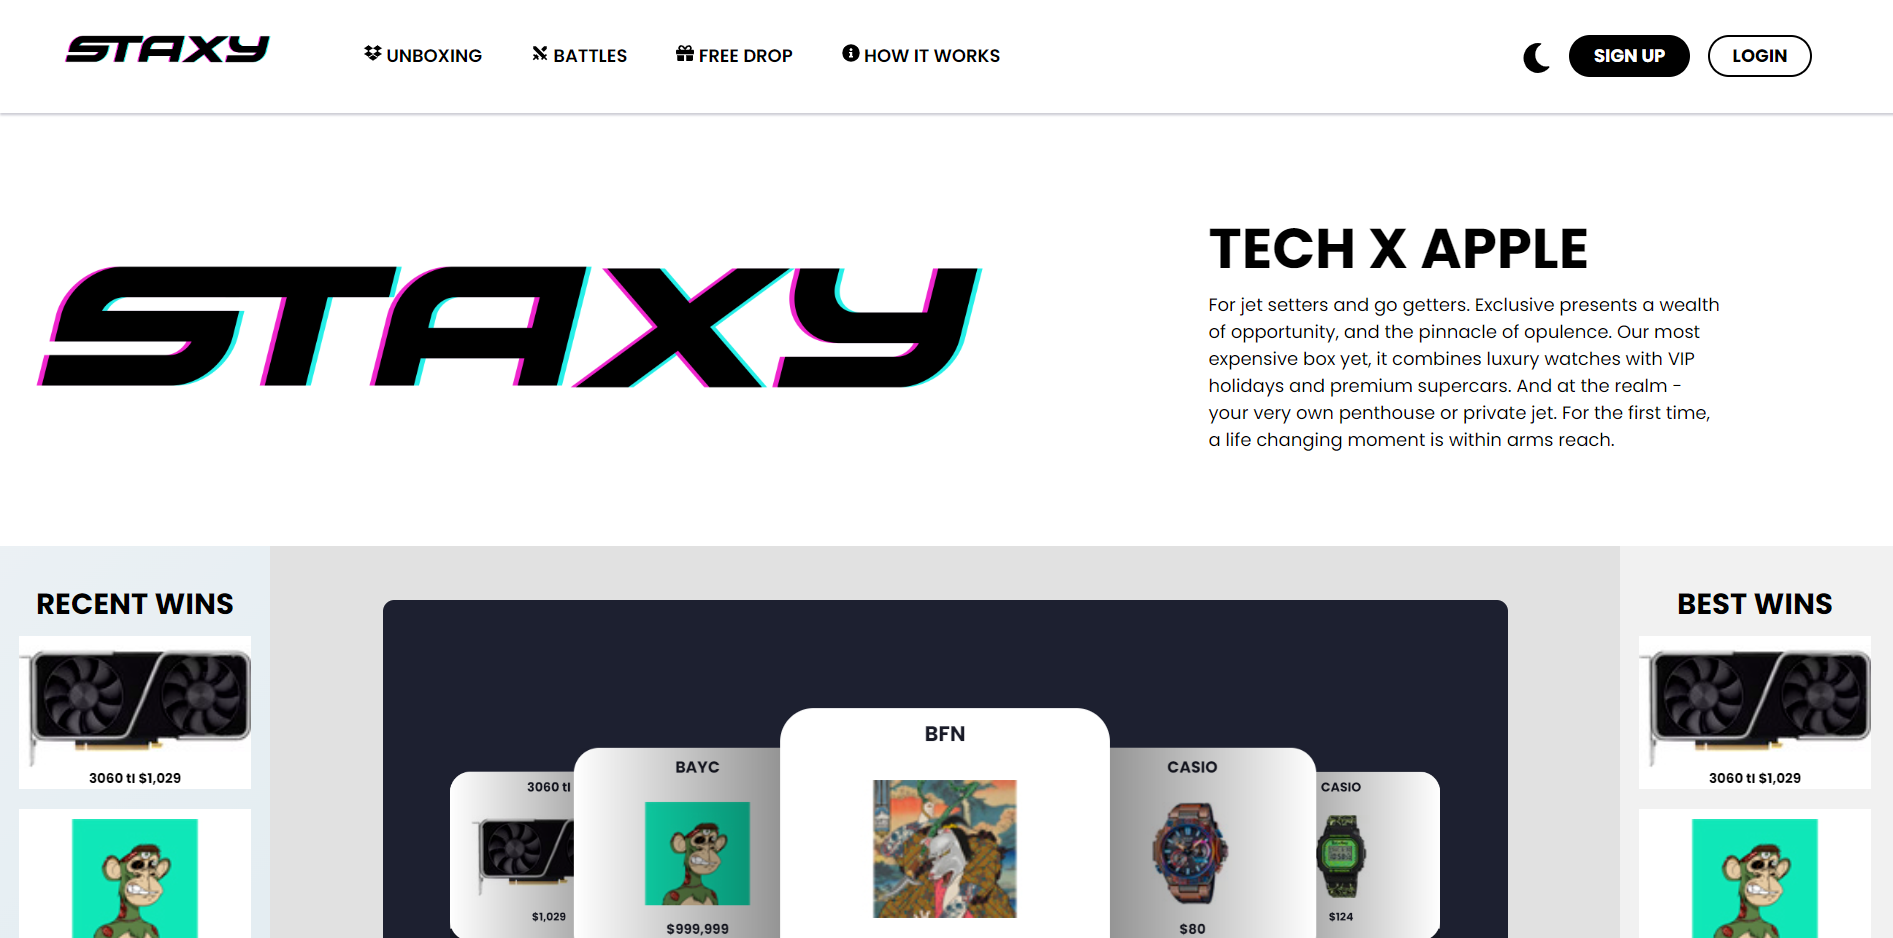 STAXY
UNBOXING
BATTLES
FREE DROP
HOW IT WORKS
SIGN UP
LOGIN
STAXY
TECH X APPLE
For jet setters and go getters. Exclusive presents a wealth
of opportunity, and the pinnacle of opulence. Our most
expensive box yet, it combines luxury watches with VIP
holidays and premium supercars. And at the realm -
your very own penthouse or private jet. For the first time,
a life changing moment is within arms reach.
RECENT WINS
3060 tI $1,029
3060 tI
$1,029
BAYC
$999,999
BFN
CASIO
$80
CASIO
$124
BEST WINS
3060 tI $1,029